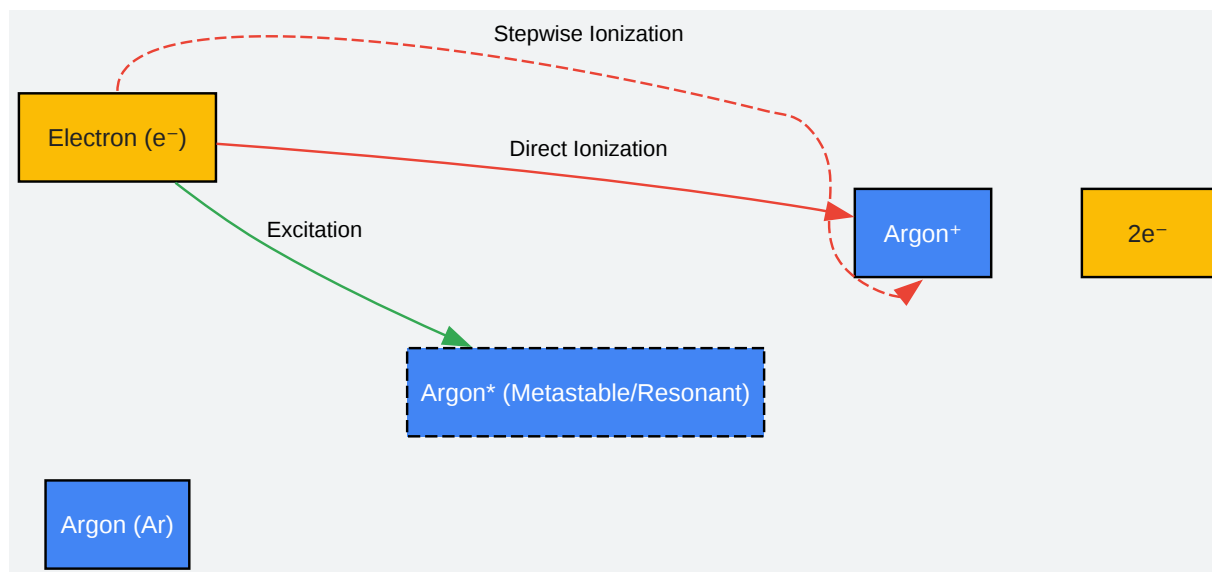 Stepwise Ionization
Electron (e⁻)
Direct Ionization
Excitation
Argon⁺
2e⁻
Argon* (Metastable/Resonant)
Argon (Ar)